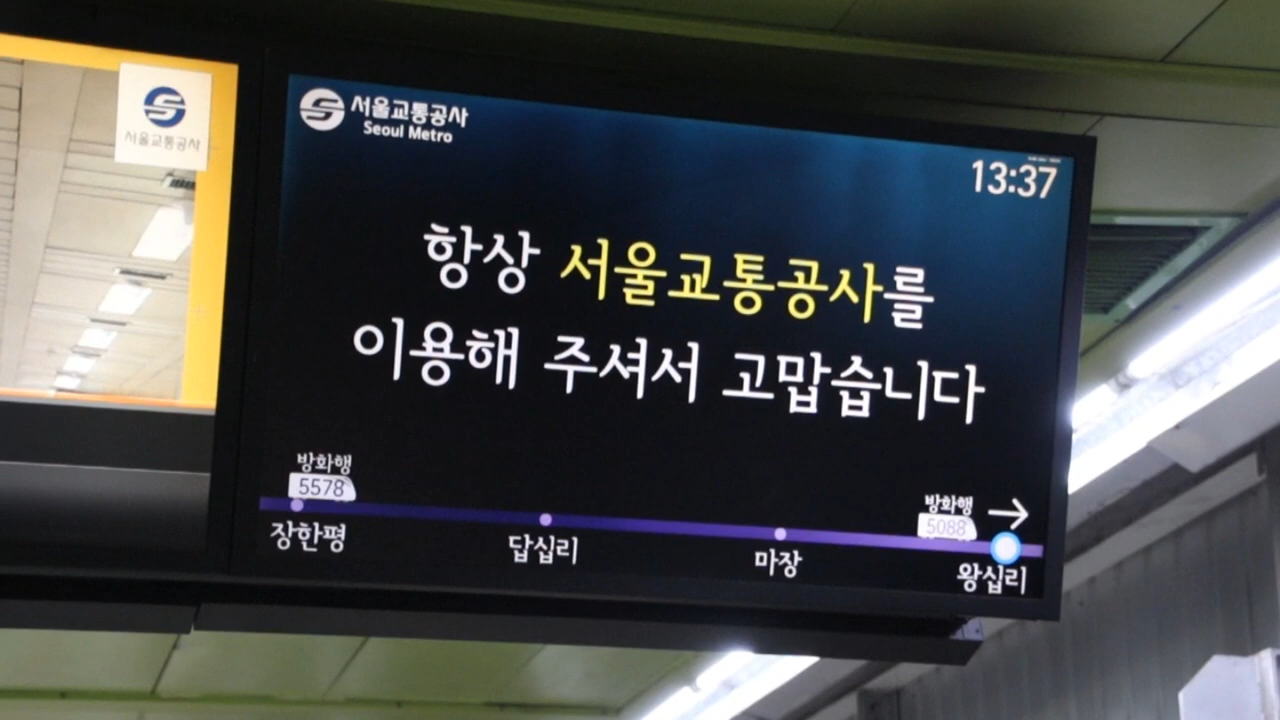 서울교통공사
서울교통공사
Seoul Metro
13:37
항상 서울교통공사를
이용해 주셔서 고맙습니다
방화행
5578
방화행
5088
장한평
답십리
마장
왕십리